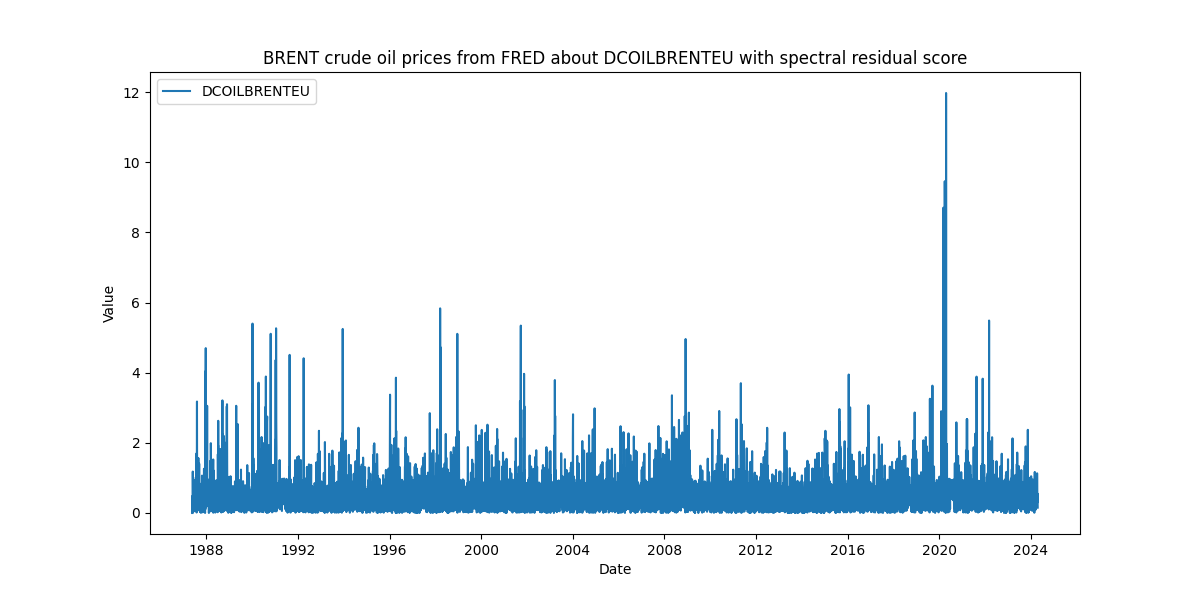 BRENT crude oil prices from FRED about DCOILBRENTEU with spectral residual score
DCOILBRENTEU
12
10
8
6
4
2
0
Value
1988 1992 1996 2000 2004 2008 2012 2016 2020 2024
Date